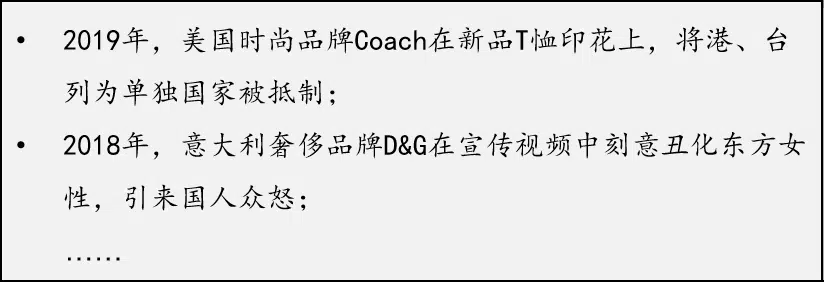 • 2019年，美国时尚品牌Coach在新品T恤印花上，将港、台
列为单独国家被抵制；
• 2018年，意大利奢侈品牌D&G在宣传视频中刻意丑化东方女
性，引来国人众怒；
……